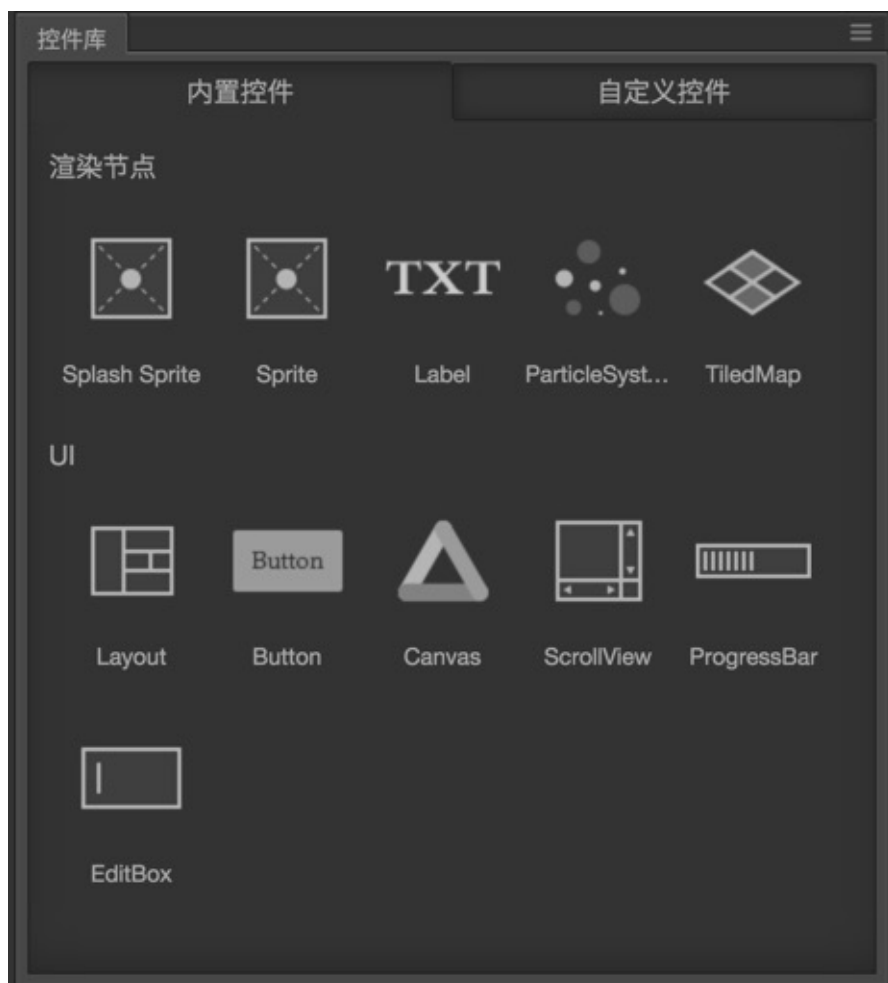 控件库
内置控件 自定义控件
渲染节点
TXT
Splash Sprite Sprite Label ParticleSyst... TiledMap
UI
Button
Layout Button Canvas ScrollView ProgressBar
EditBox